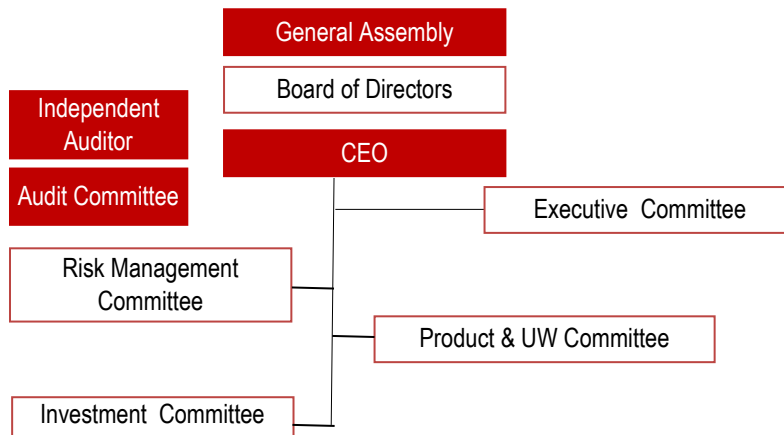 General Assembly
Board of Directors
Independent
Auditor
CEO
Audit Committee
Executive Committee
Risk Management
Committee
Product & UW Committee
Investment Committee